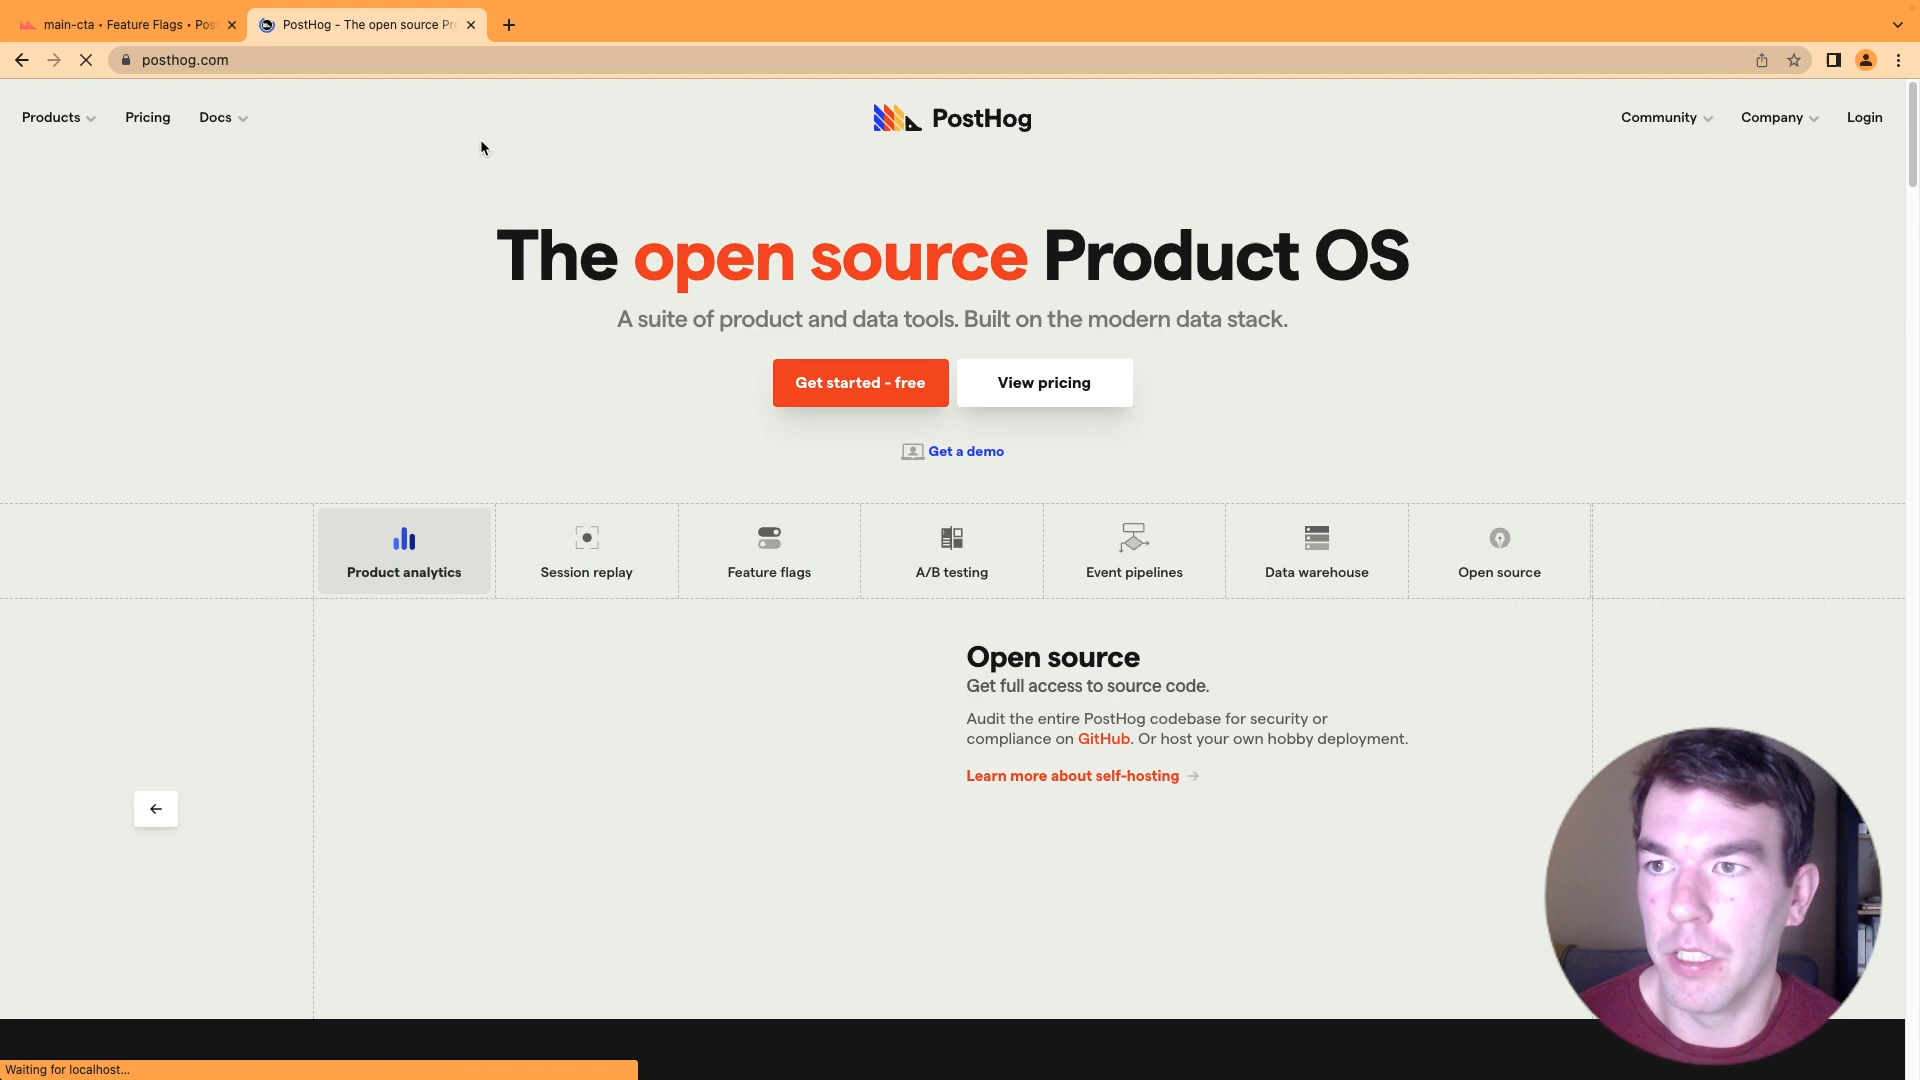 main-cta • Feature Flags • Pos
PostHog - The open source Pr
posthog.com
Products
Pricing
Docs
PostHog
Community
Company
Login
The open source Product OS
A suite of product and data tools. Built on the modern data stack.
Get started - free
View pricing
Get a demo
Product analytics
Session replay
Feature flags
A/B testing
Event pipelines
Data warehouse
Open source
Open source
Get full access to source code.
Audit the entire PostHog codebase for security or
compliance on GitHub. Or host your own hobby deployment.
Learn more about self-hosting →
Waiting for localhost...